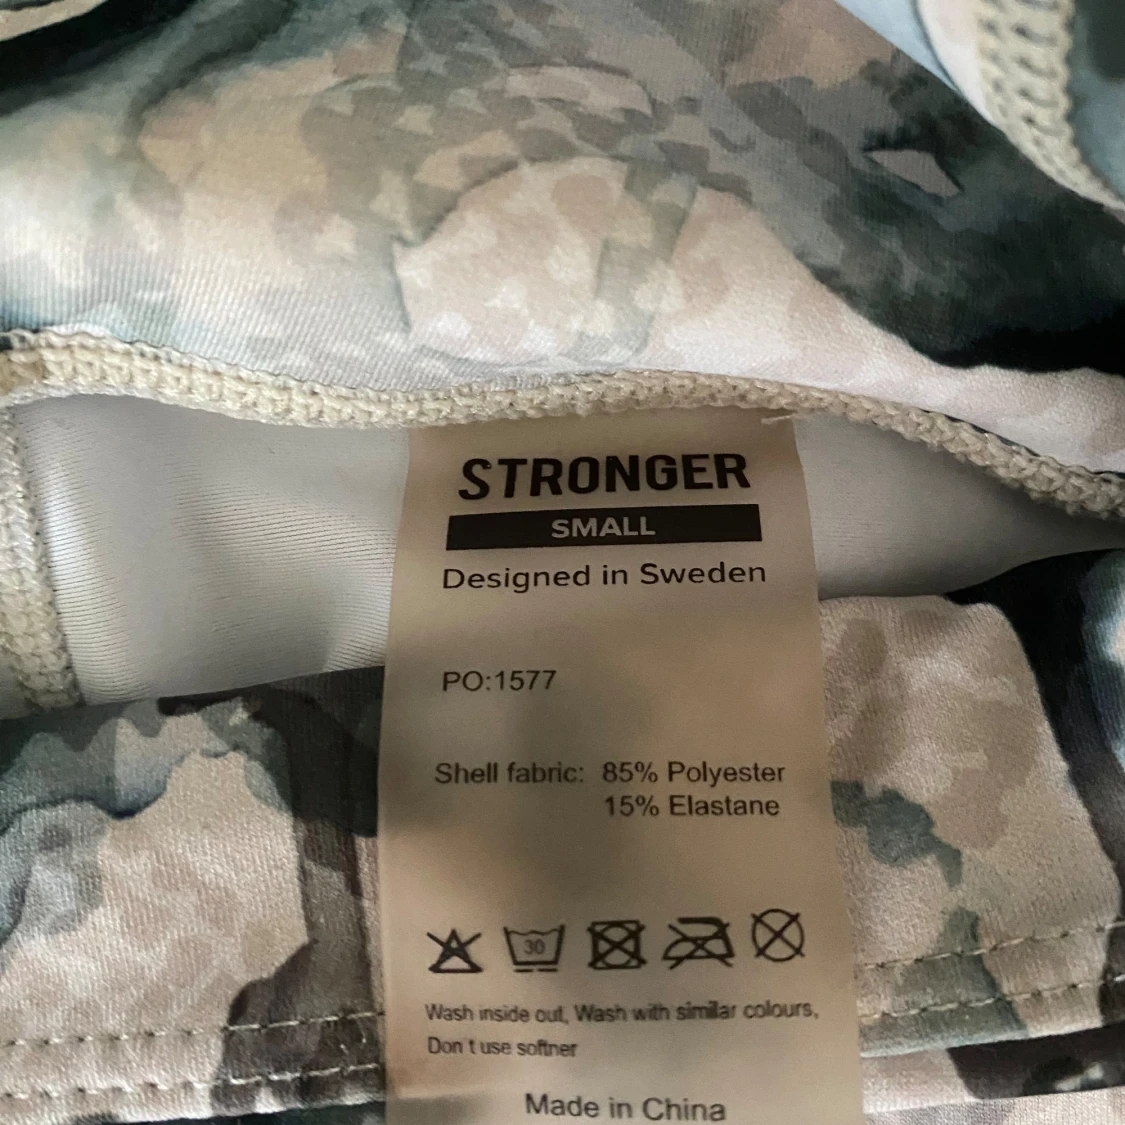 STRONGER
SMALL
Designed in Sweden
PO:1577
Shell fabric: 85% Polyester
15% Elastane
30
Wash inside out, Wash with similar colours,
Don't use softner
Made in China